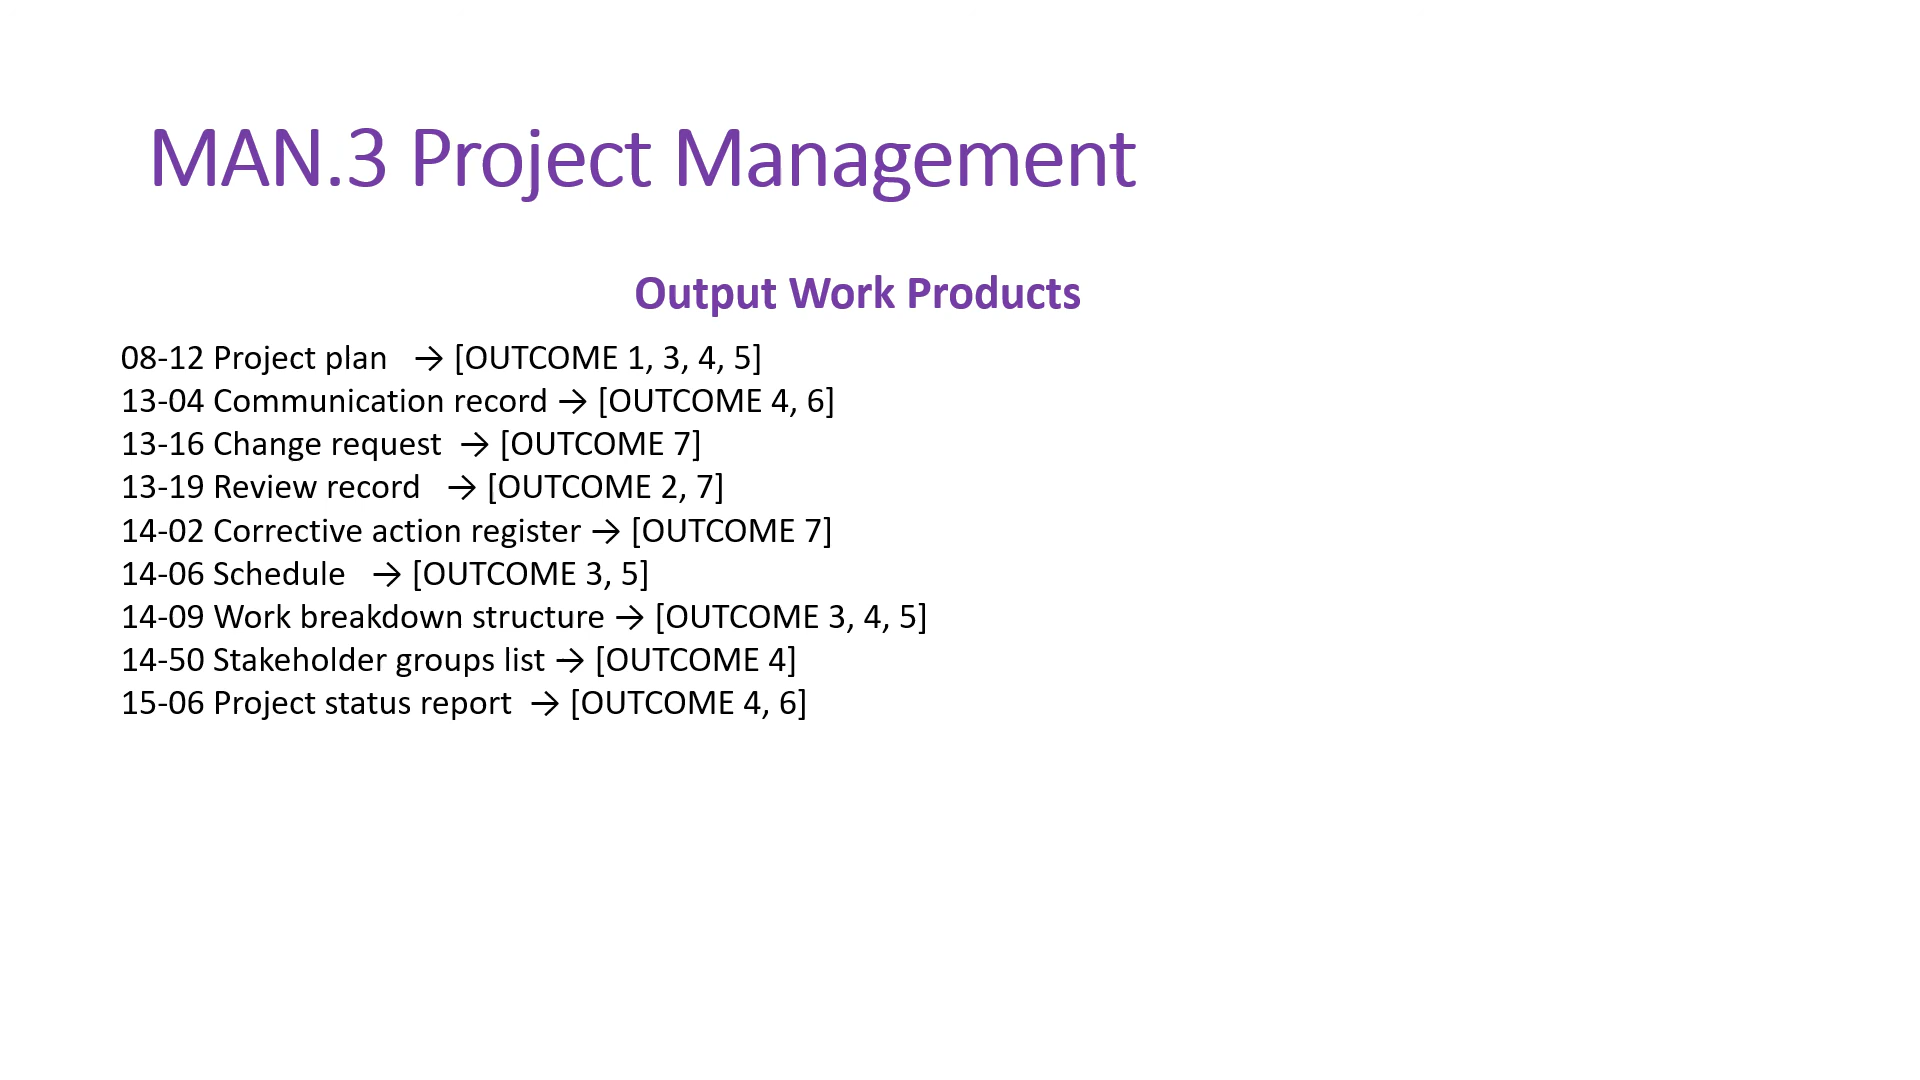 MAN.3 Project Management
Output Work Products
08-12 Project plan → [OUTCOME 1, 3, 4, 5]
13-04 Communication record → [OUTCOME 4, 6]
13-16 Change request → [OUTCOME 7]
13-19 Review record → [OUTCOME 2, 7]
14-02 Corrective action register → [OUTCOME 7]
14-06 Schedule → [OUTCOME 3, 5]
14-09 Work breakdown structure → [OUTCOME 3, 4, 5]
14-50 Stakeholder groups list → [OUTCOME 4]
15-06 Project status report → [OUTCOME 4, 6]